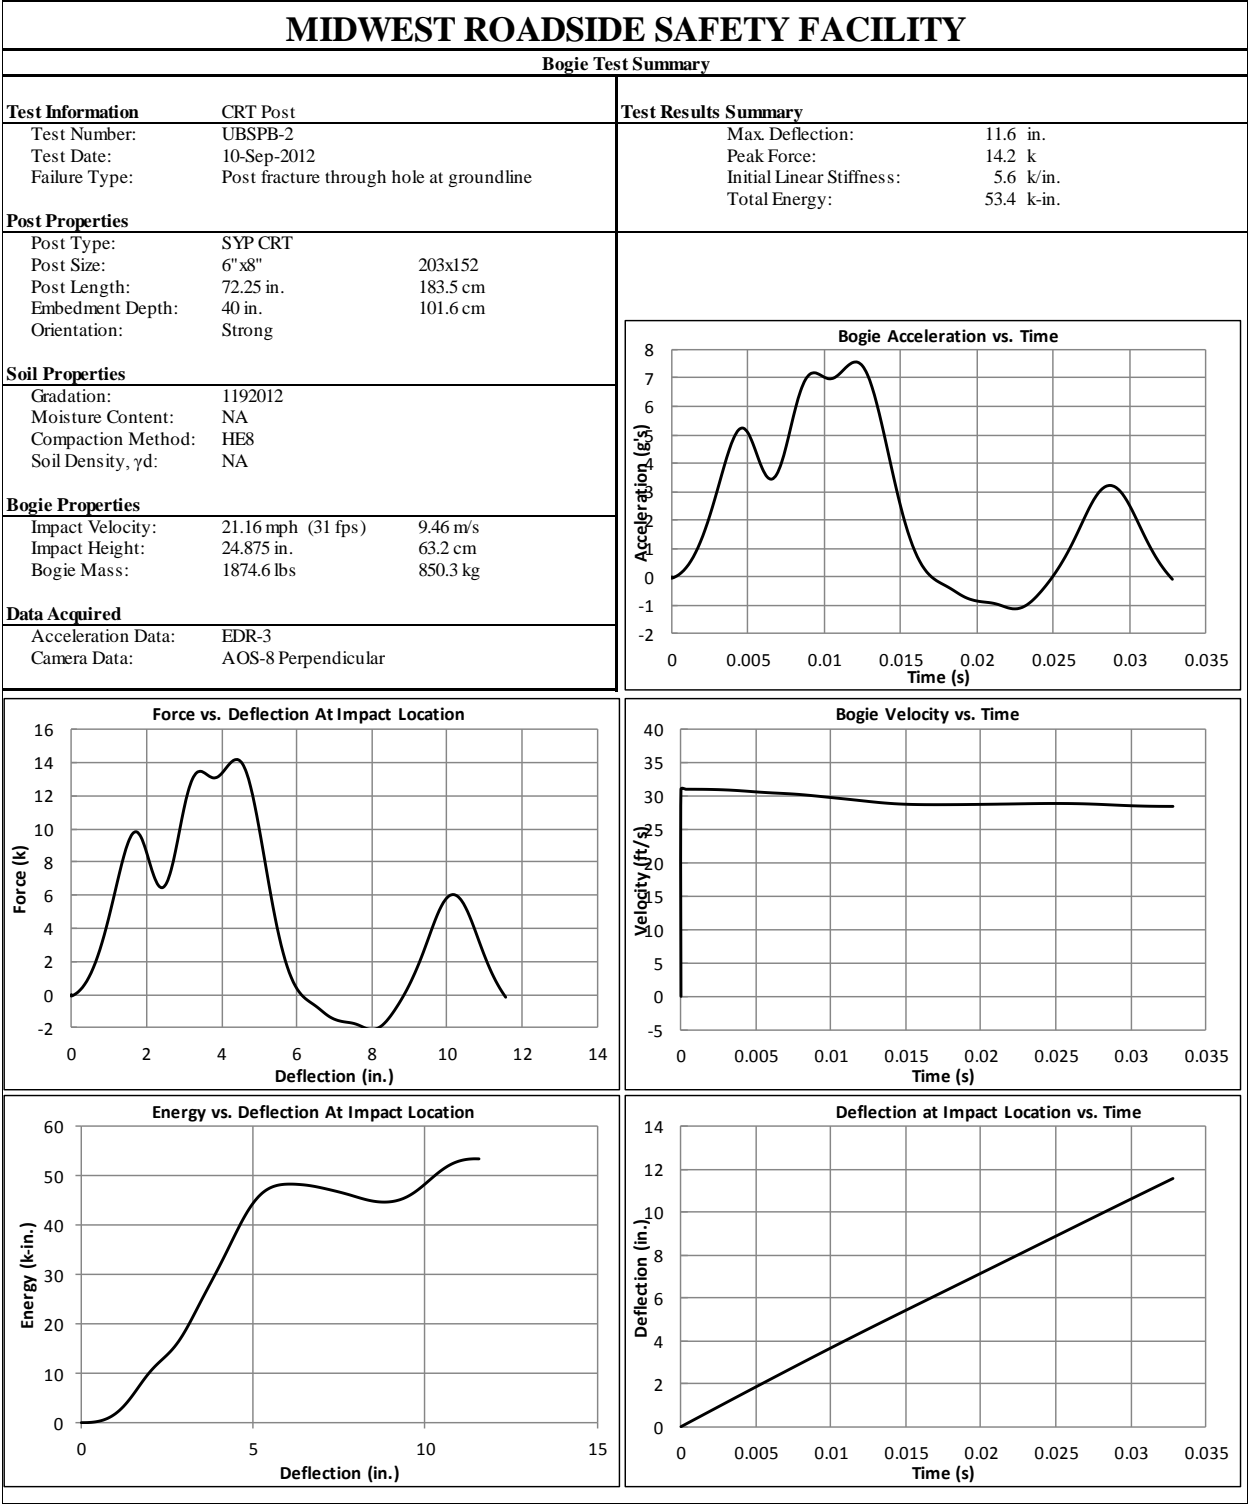 MIDWEST ROADSIDE SAFETY FACILITY
Bogie Test Summary
Test Information CRT Post
Test Number: UBSPB-2
Test Date: 10-Sep-2012
Failure Type: Post fracture through hole at groundline
Post Properties
Post Type: SYP CRT
Post Size: 6"x8" 203x152
Post Length: 72.25 in. 183.5 cm
Embedment Depth: 40 in. 101.6 cm
Orientation: Strong
Soil Properties
Gradation: 1192012
Moisture Content: NA
Compaction Method: HE8
Soil Density, γd: NA
Bogie Properties
Impact Velocity: 21.16 mph (31 fps) 9.46 m/s
Impact Height: 24.875 in. 63.2 cm
Bogie Mass: 1874.6 lbs 850.3 kg
Data Acquired
Acceleration Data: EDR-3
Camera Data: AOS-8 Perpendicular
Test Results Summary
Max. Deflection: 11.6 in.
Peak Force: 14.2 k
Initial Linear Stiffness: 5.6 k/in.
Total Energy: 53.4 k-in.
Bogie Acceleration vs. Time
Acceleration (g's)
8
7
6
5
4
3
2
1
0
-1
-2
0 0.005 0.01 0.015 0.02 0.025 0.03 0.035
Time (s)
Force vs. Deflection At Impact Location
Force (k)
16
14
12
10
8
6
4
2
0
-2
0 2 4 6 8 10 12 14
Deflection (in.)
Bogie Velocity vs. Time
Velocity (ft/s)
40
35
30
25
20
15
10
5
0
-5
0 0.005 0.01 0.015 0.02 0.025 0.03 0.035
Time (s)
Energy vs. Deflection At Impact Location
Energy (k-in.)
60
50
40
30
20
10
0
0 5 10 15
Deflection (in.)
Deflection at Impact Location vs. Time
Deflection (in.)
14
12
10
8
6
4
2
0
0 0.005 0.01 0.015 0.02 0.025 0.03 0.035
Time (s)